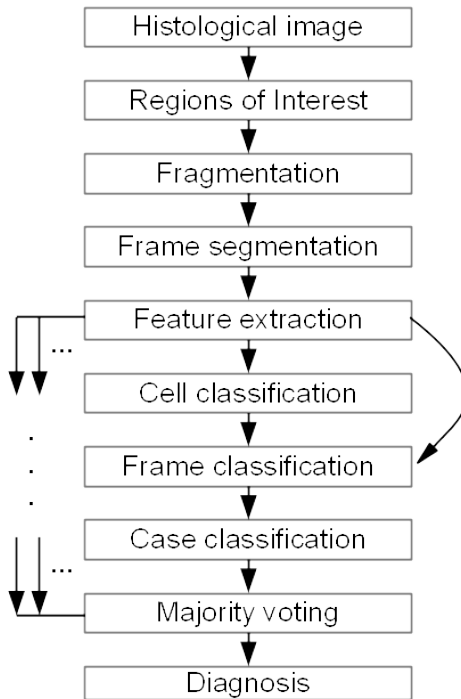 Histological image
Regions of Interest
Fragmentation
Frame segmentation
Feature extraction
...
Cell classification
Frame classification
Case classification
...
Majority voting
Diagnosis